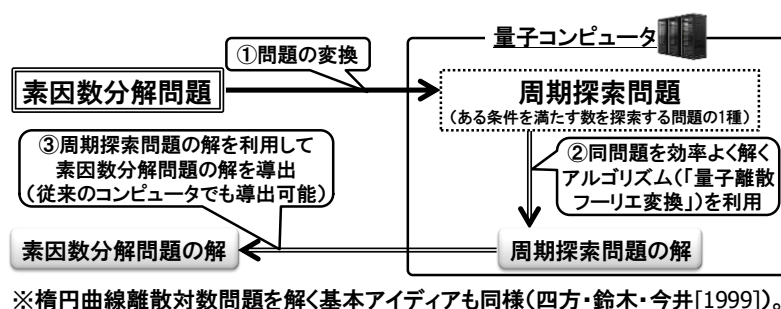 量子コンピュータ
①問題の変換
素因数分解問題
周期探索問題
(ある条件を満たす数を探索する問題の1種)
③周期探索問題の解を利用して
素因数分解問題の解を導出
(従来のコンピュータでも導出可能)
②同問題を効率よく解く
アルゴリズム(「量子離散
フーリエ変換」)を利用
素因数分解問題の解
周期探索問題の解
※楕円曲線離散対数問題を解く基本アイディアも同様(四方・鈴木・今井[1999])。